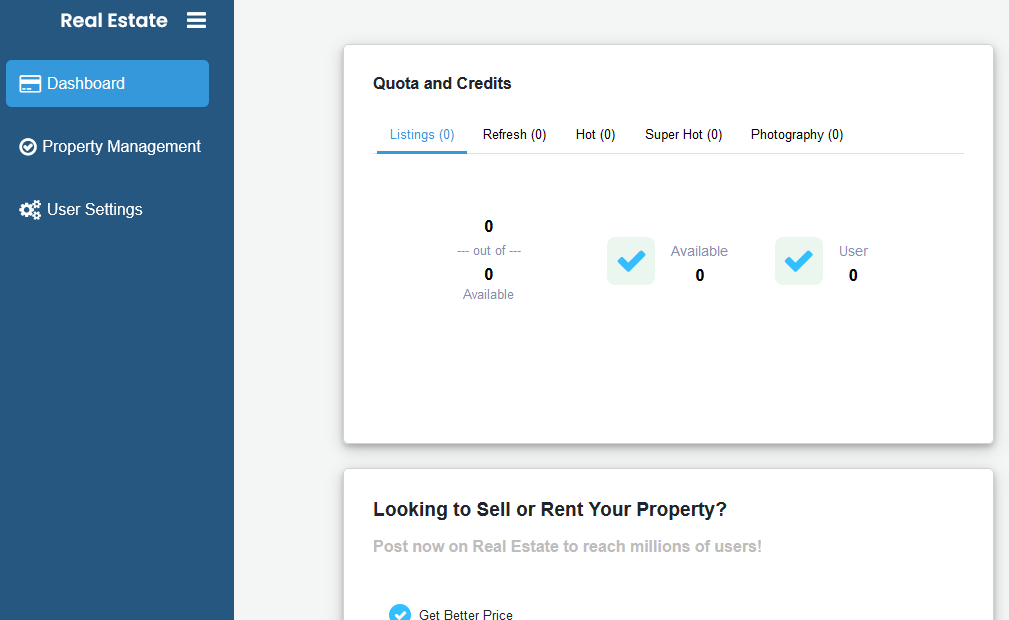 Real Estate
Dashboard
Property Management
User Settings
Quota and Credits
Listings (0) Refresh (0) Hot (0) Super Hot (0) Photography (0)
0
--- out of ---
0
Available
Available
0
User
0
Looking to Sell or Rent Your Property?
Post now on Real Estate to reach millions of users!
Get Better Price